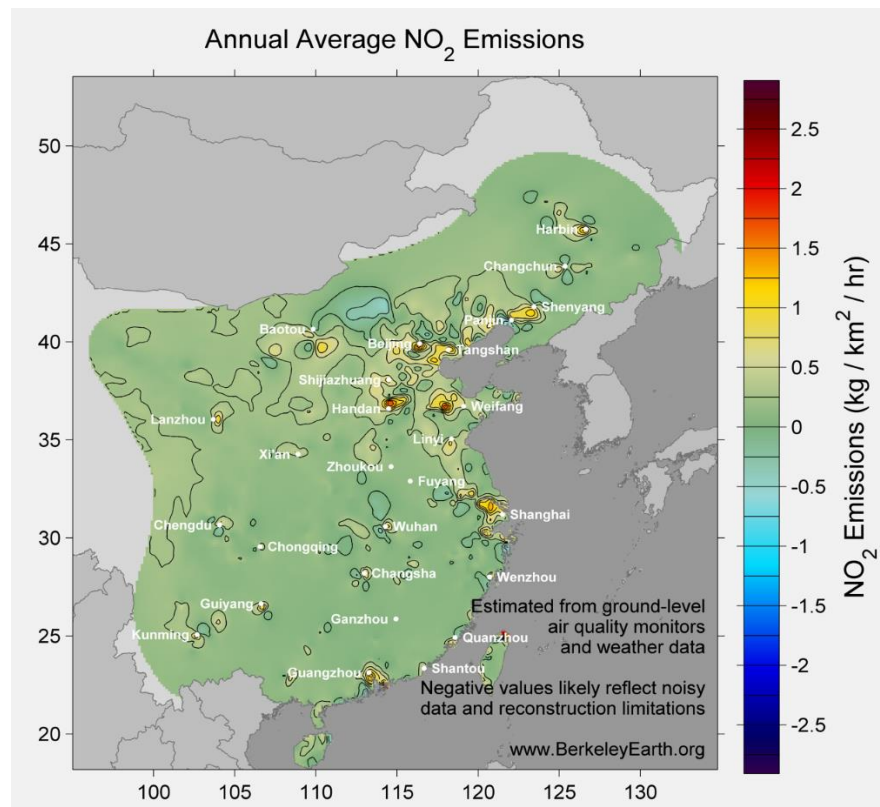 Annual Average NO₂ Emissions
50
45
40
35
30
25
20
100
105
110
115
120
125
130
Harbin
Changchun
Shenyang
Panjin
Baotou
Beijing
Tangshan
Shijiazhuang
Handan
Weifang
Lanzhou
Linyi
Xi'an
Zhoukou
Fuyang
Shanghai
Chengdu
Wuhan
Chongqing
Changsha
Wenzhou
Guiyang
Ganzhou
Kunming
Quanzhou
Guangzhou
Shantou
Estimated from ground-level
air quality monitors
and weather data
Negative values likely reflect noisy
data and reconstruction limitations
www.BerkeleyEarth.org
2.5
2
1.5
1
0.5
0
-0.5
-1
-1.5
-2
-2.5
NO₂ Emissions (kg / km² / hr)